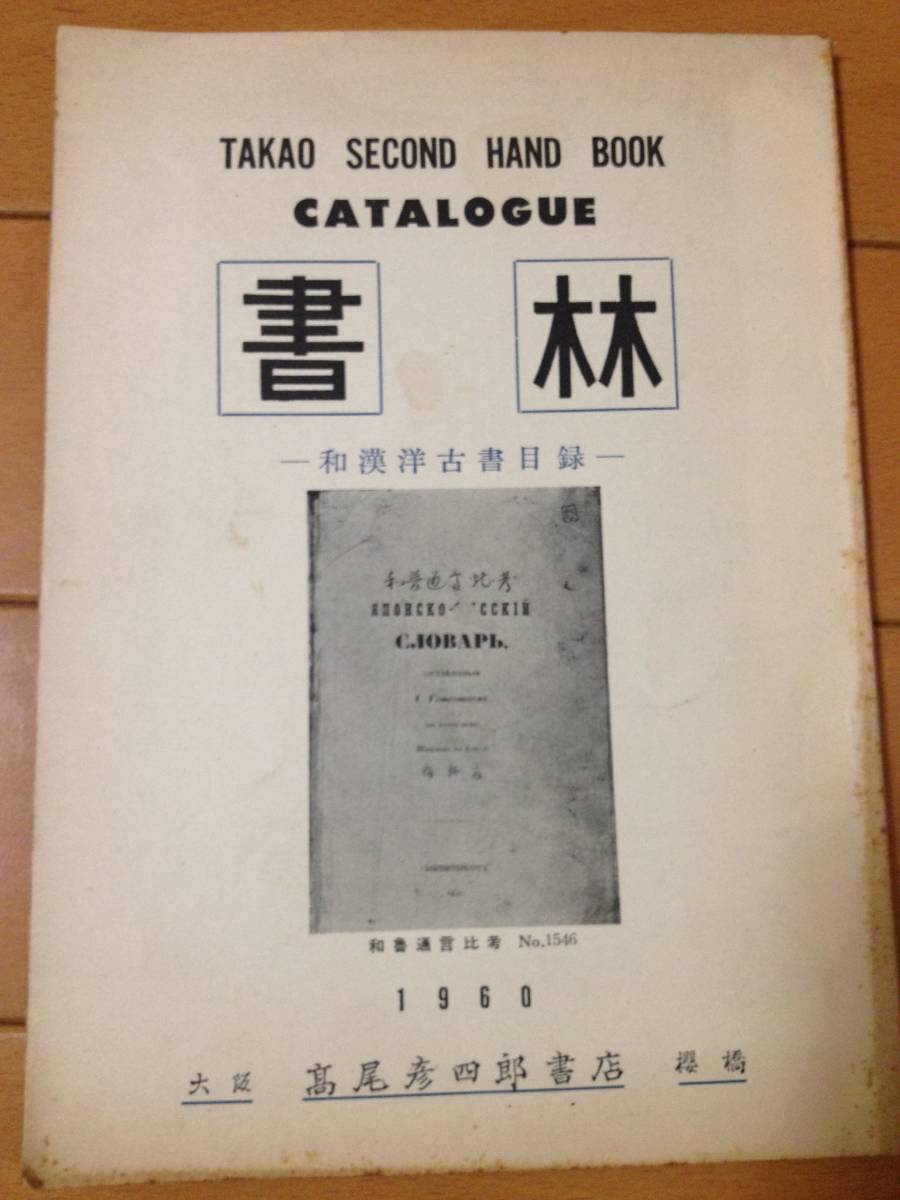 TAKAO SECOND HAND BOOK
CATALOGUE
書林
—和漢洋古書目録—
和魯通言比考
СЛОВАРЬ,
和魯通言比考 No.1546
1960
大阪 髙尾彦四郎書店 櫻橋